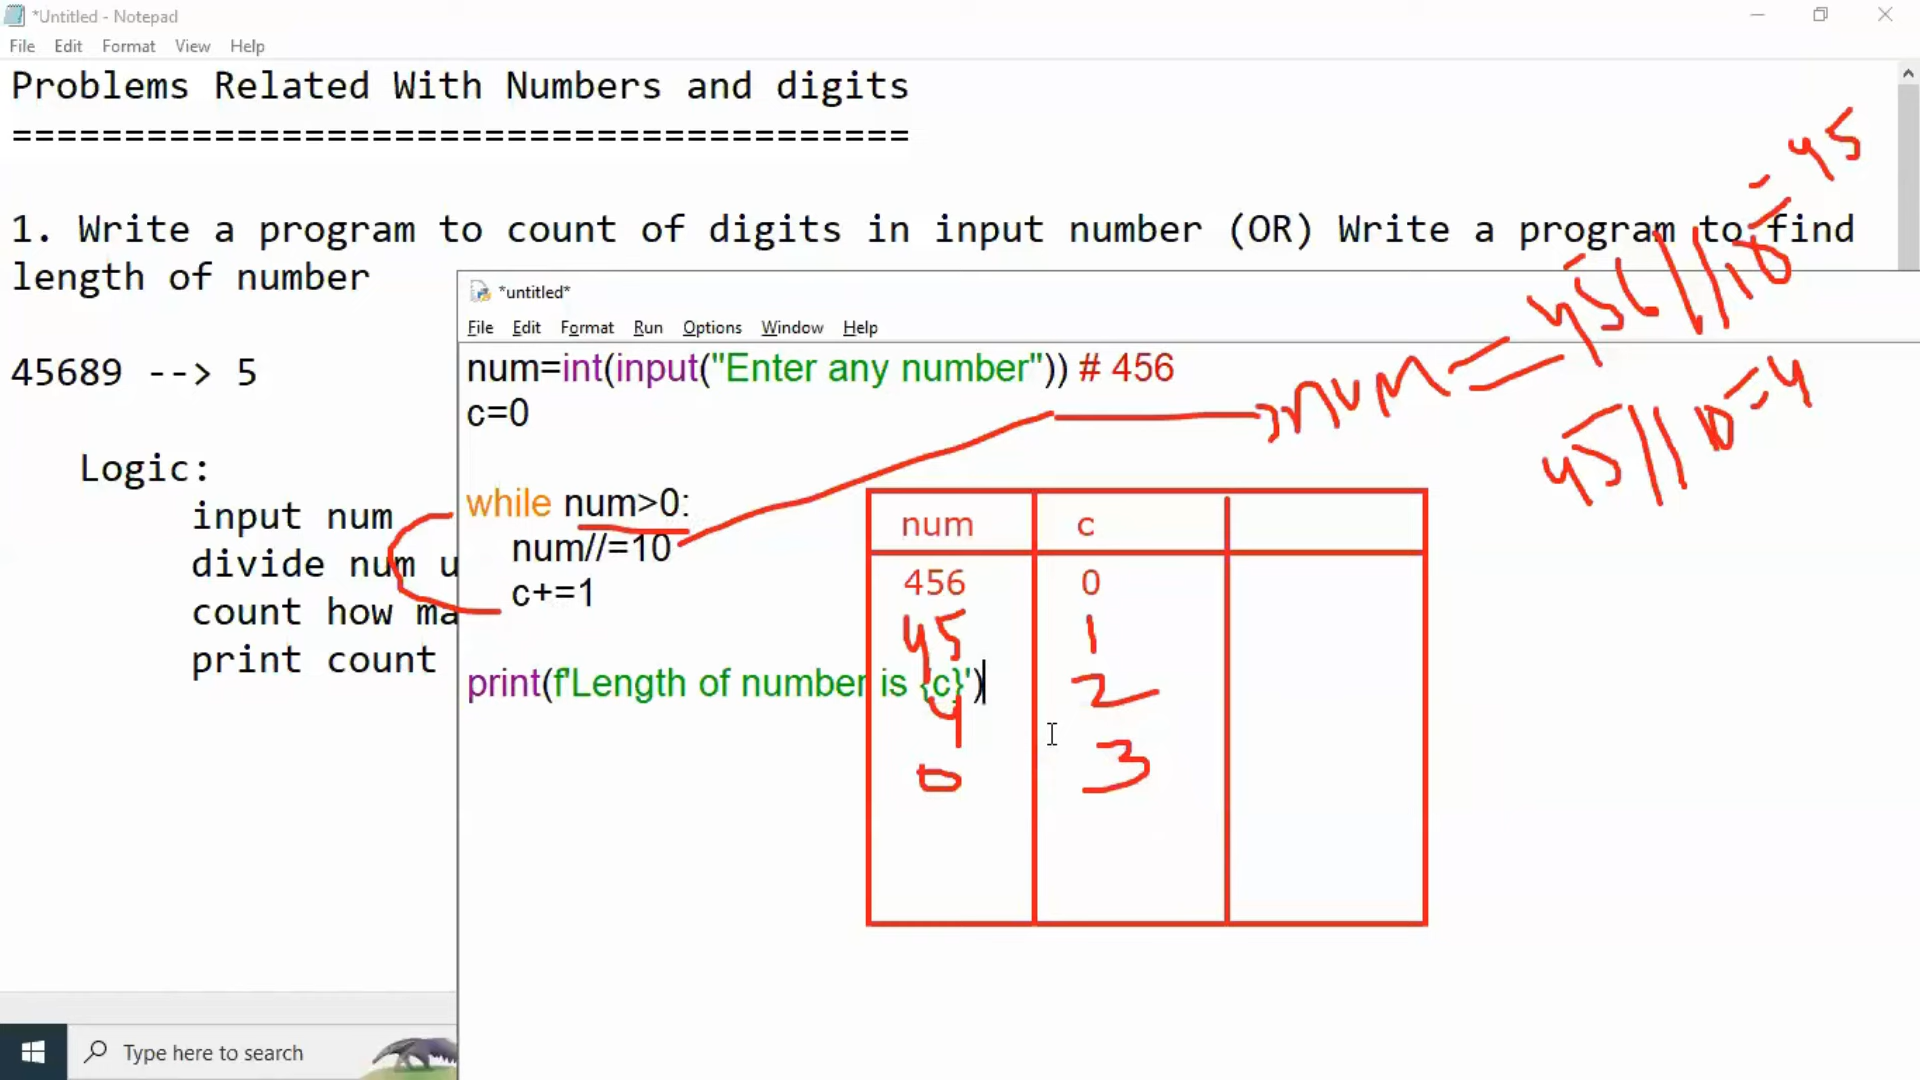 *Untitled - Notepad
File Edit Format View Help
Problems Related With Numbers and digits
========================================
1. Write a program to count of digits in input number (OR) Write a program to find
length of number
45689 --> 5
Logic:
input num
divide num u
count how ma
print count
*untitled*
File Edit Format Run Options Window Help
num=int(input("Enter any number")) # 456
c=0
while num>0:
num//=10
c+=1
print(f'Length of number is {c}')
num=456//10=45
45//10=4
num c
456 0
45 1
4 2
0 3
Type here to search